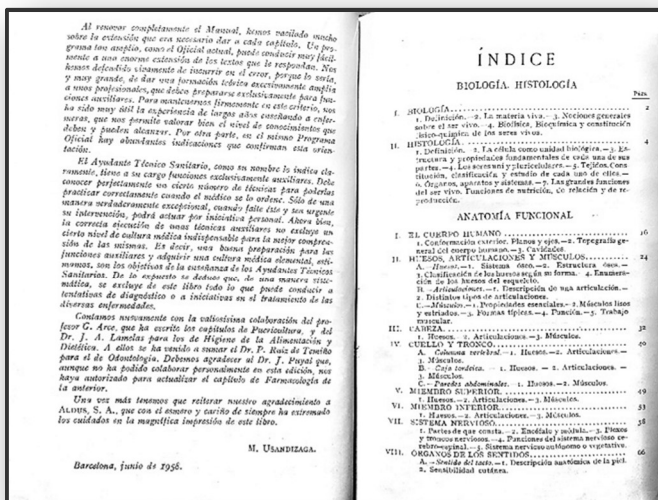 Al renovar completamente el Manual, hemos vacilado mucho
sobre la extensión que era necesario dar a cada capítulo. Un pro-
grama tan amplio, como el Oficial actual, puede conducir muy fácil-
mente a una enorme extensión de los textos que le respondan. Nos
hemos defendido vivamente de incurrir en el error, porque lo sería,
y muy grande, de dar una formación teórica excesivamente amplia
a unos profesionales, que deben prepararse exclusivamente para fun-
ciones auxiliares. Para mantenernos firmemente en este criterio, nos
ha sido muy útil la experiencia de largos años enseñando a enfer-
meras, que nos permite valorar bien el nivel de conocimientos que
deben y pueden alcanzar. Por otra parte, en el mismo Programa
Oficial hay abundantes indicaciones que confirman esta orien-
tación.
El Ayudante Técnico Sanitario, como su nombre lo indica cla-
ramente, tiene a su cargo funciones exclusivamente auxiliares. Debe
conocer perfectamente un cierto número de técnicas para poderlas
practicar correctamente cuando el médico se lo ordene. Sólo de una
manera verdaderamente excepcional, cuando falte éste y sea urgente
su intervención, podrá actuar por iniciativa personal. Ahora bien,
la correcta ejecución de unas técnicas auxiliares no excluye un
cierto nivel de cultura médica indispensable para la mejor compren-
sión de las mismas. Es decir, una buena preparación para las
funciones auxiliares y adquirir una cultura médica elemental, esti-
mamos, son los objetivos de la enseñanza de los Ayudantes Técnicos
Sanitarios. De lo expuesto se deduce que, de una manera siste-
mática, se excluye de este libro todo lo que puede conducir a
tentativas de diagnóstico o a iniciativas en el tratamiento de las
diversas enfermedades.
Contamos nuevamente con la valiosísima colaboración del pro-
fesor G. Arce, que ha escrito los capítulos de Puericultura, y del
Dr. J. A. Lamelas para los de Higiene de la Alimentación y
Dietética. A ellos se ha venido a sumar el Dr. P. Ruiz de Temiño
para el de Odontología. Debemos agradecer al Dr. J. Puyal que,
aunque no ha podido colaborar personalmente en esta edición, nos
haya autorizado para actualizar el capítulo de Farmacología de
la anterior.
Una vez más tenemos que reiterar nuestro agradecimiento a
ALDUS, S. A., que con el esmero y cariño de siempre ha extremado
los cuidados en la magnífica impresión de este libro.
M. USANDIZAGA.
Barcelona, junio de 1958.
ÍNDICE
BIOLOGÍA. HISTOLOGÍA
Págs.
I. BIOLOGÍA 2
1. Definición. — 2. La materia viva. — 3. Nociones generales
sobre el ser vivo. — 4. Biofísica, Bioquímica y constitución
físico-química de los seres vivos.
II. HISTOLOGÍA 4
1. Definición. 2. La célula como unidad biológica. — 3. Es-
tructura y propiedades fundamentales de cada una de sus
partes. — 4. Los seres uni y pluricelulares. — 5. Tejidos. Cons-
titución, clasificación y estudio de cada uno de ellos. —
6. Órganos, aparatos y sistemas. — 7. Las grandes funciones
del ser vivo. Funciones de nutrición, de relación y de re-
producción.
ANATOMÍA FUNCIONAL
I. EL CUERPO HUMANO 16
1. Conformación exterior. Planos y ejes. — 2. Topografía ge-
neral del cuerpo humano. — 3. Cavidades.
II. HUESOS, ARTICULACIONES Y MÚSCULOS 24
A. — Huesos. — 1. Sistema óseo. — 2. Estructura ósea. —
3. Clasificación de los huesos según su forma. 4. Enumera-
ción de los huesos del esqueleto.
B. — Articulaciones. — 1. Descripción de una articulación. —
2. Distintos tipos de articulaciones.
C. — Músculos. — 1. Propiedades esenciales. — 2. Músculos lisos
y estriados. — 3. Formas típicas. — 4. Función. — 5. Trabajo
muscular.
III. CABEZA 32
1. Huesos. — 2. Articulaciones. — 3. Músculos.
IV. CUELLO Y TRONCO 40
A. Columna vertebral. — 1. Huesos. — 2. Articulaciones. —
3. Músculos.
B. — Caja torácica. — 1. Huesos. — 2. Articulaciones. —
3. Músculos.
C. — Paredes abdominales. — 1. Huesos. — 2. Músculos.
V. MIEMBRO SUPERIOR 49
1. Huesos. — 2. Articulaciones. — 3. Músculos.
VI. MIEMBRO INFERIOR 53
1. Huesos. — 2. Articulaciones. — 3. Músculos.
VII. SISTEMA NERVIOSO 58
1. Partes de que consta. — 2. Encéfalo y médula. — 3. Plexos
y troncos nerviosos. — 4. Funciones del sistema nervioso ce-
rebro-espinal. — 5. Sistema nervioso autónomo o vegetativo.
VIII. ÓRGANOS DE LOS SENTIDOS 66
A. — Sentido del tacto. — 1. Descripción anatómica de la piel.
2. Sensibilidad cutánea.